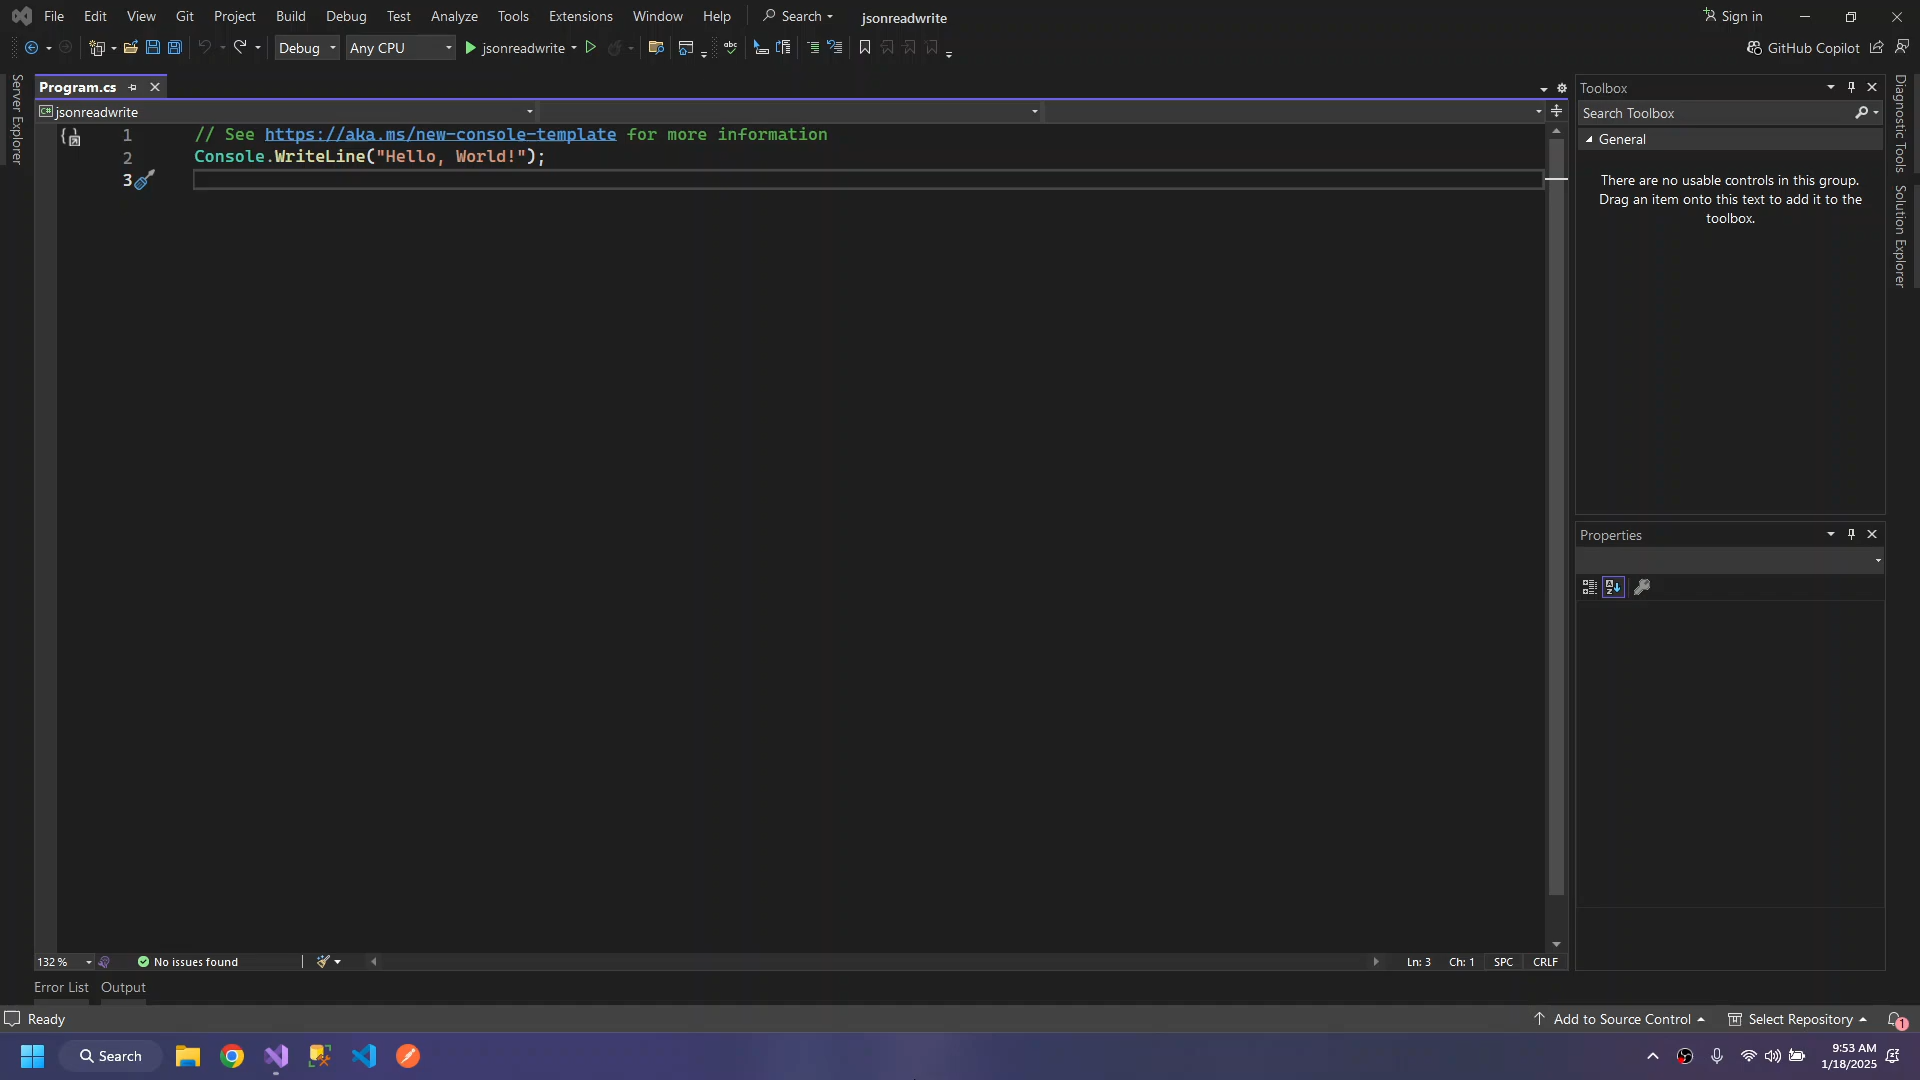 File Edit View Git Project Build Debug Test Analyze Tools Extensions Window Help Search jsonreadwrite Sign in
Debug Any CPU jsonreadwrite abc GitHub Copilot
Server Explorer
Program.cs
C# jsonreadwrite
1 // See https://aka.ms/new-console-template for more information
2 Console.WriteLine("Hello, World!");
3
132 % No issues found Ln: 3 Ch: 1 SPC CRLF
Error List Output
Toolbox
Search Toolbox
General
There are no usable controls in this group.
Drag an item onto this text to add it to the
toolbox.
Properties
Diagnostic Tools
Solution Explorer
Ready Add to Source Control Select Repository 1
Search 9:53 AM
1/18/2025